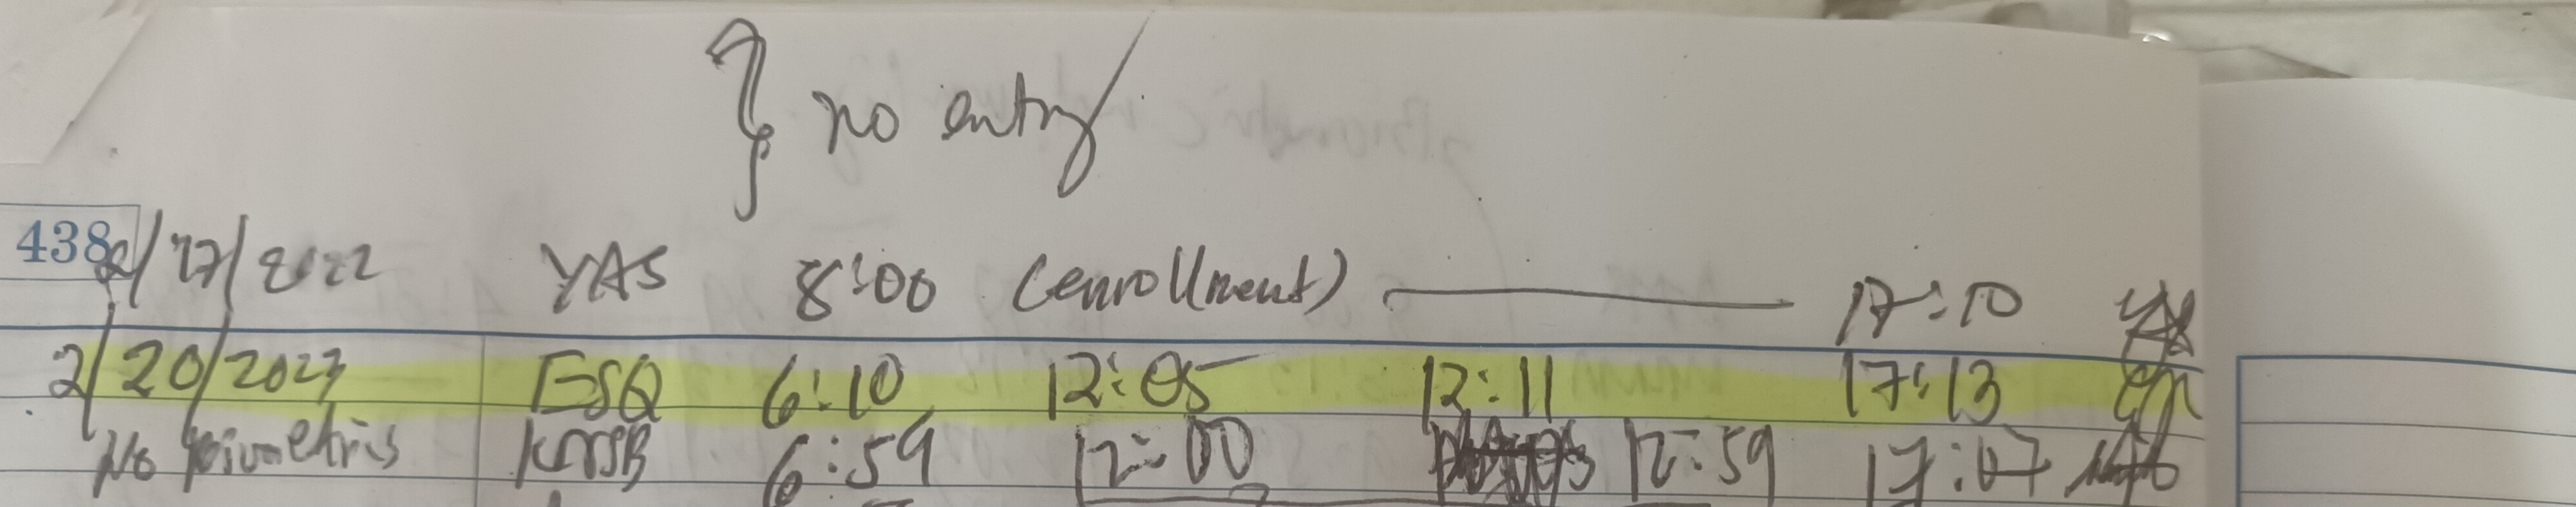 no entry
438
2/17/2022 YAS 8:00 (enrollment) 17:10
2/20/2023 ESQ 6:10 12:05 12:11 17:13
No biometris 6:59 12:00 12:59 17:07